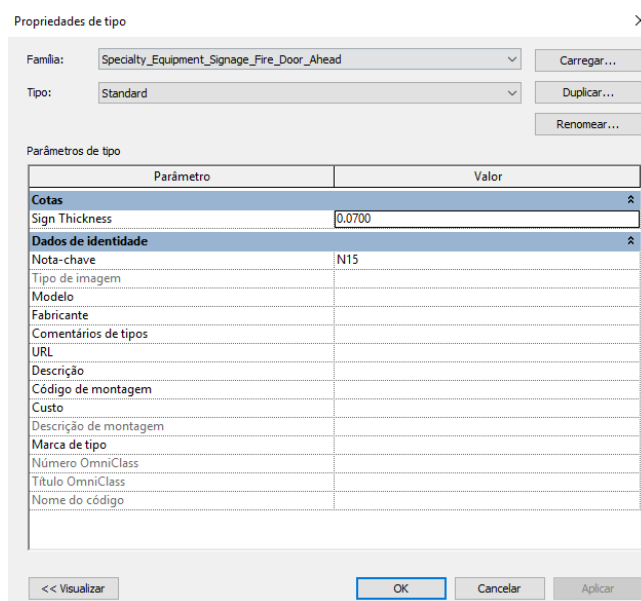 Propriedades de tipo
Família: Specialty_Equipment_Signage_Fire_Door_Ahead Carregar...
Tipo: Standard Duplicar...
Renomear...
Parâmetros de tipo
Parâmetro Valor
Cotas
Sign Thickness 0.0700
Dados de identidade
Nota-chave N15
Tipo de imagem
Modelo
Fabricante
Comentários de tipos
URL
Descrição
Código de montagem
Custo
Descrição de montagem
Marca de tipo
Número OmniClass
Título OmniClass
Nome do código
<< Visualizar OK Cancelar Aplicar